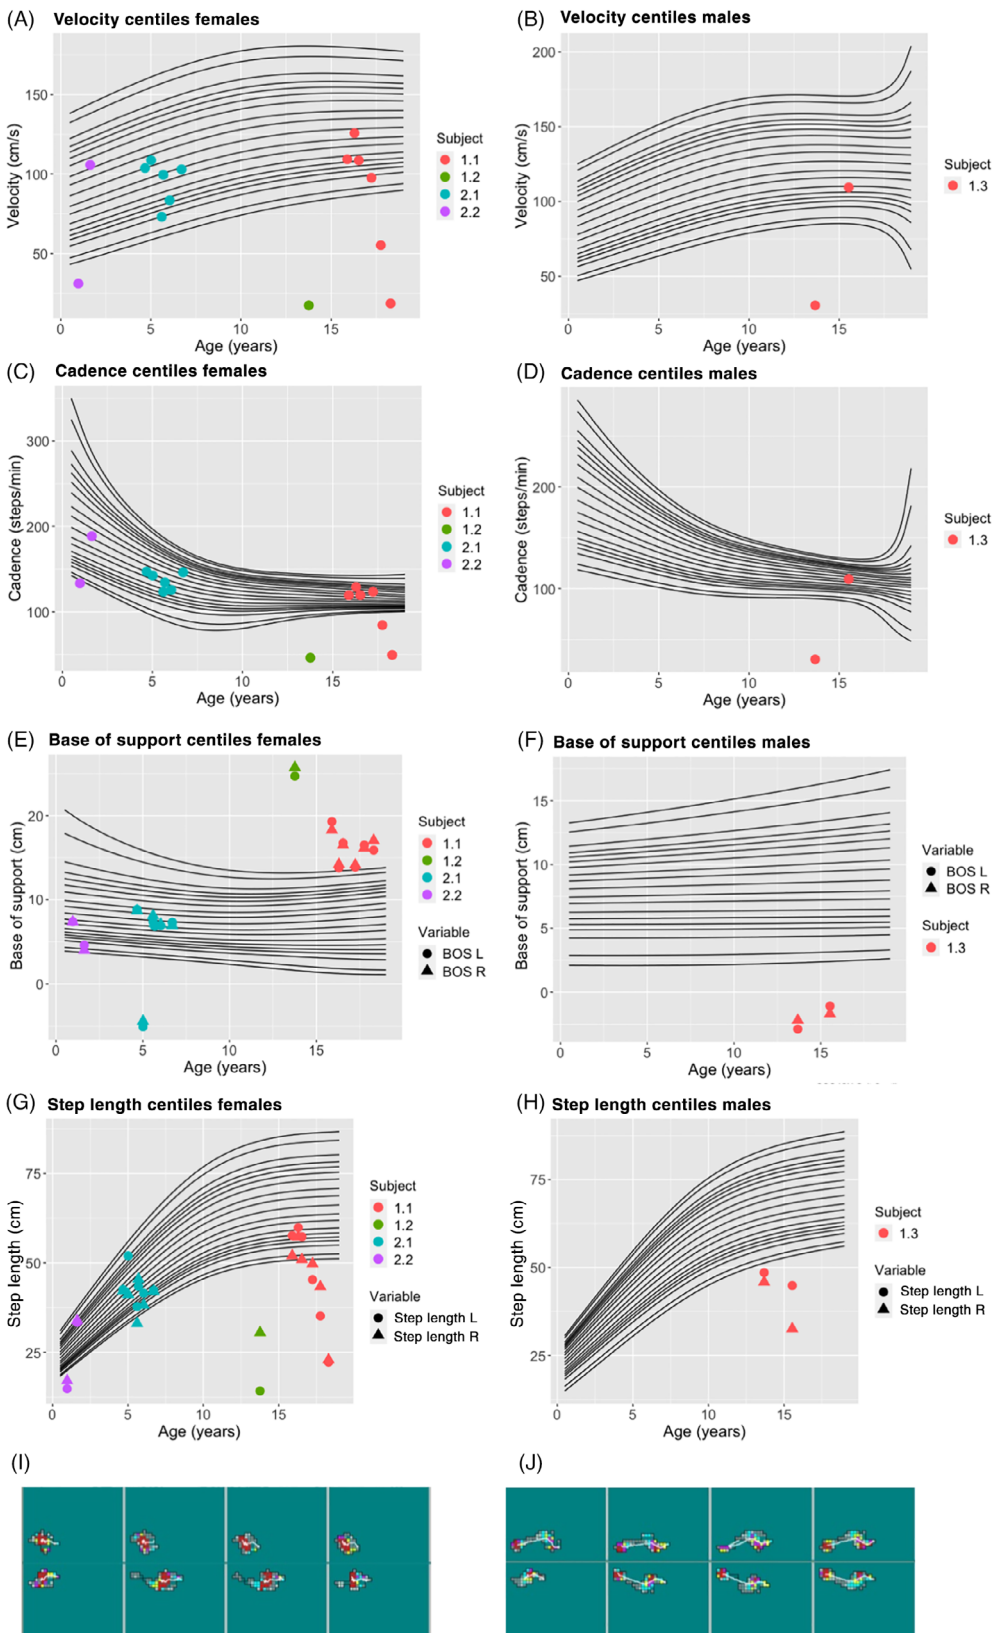 (A) Velocity centiles females
Velocity (cm/s)
150
100
50
0 5 10 15
Age (years)
Subject
1.1
1.2
2.1
2.2
(B) Velocity centiles males
Velocity (cm/s)
200
150
100
50
0 5 10 15
Age (years)
Subject
1.3
(C) Cadence centiles females
Cadence (steps/min)
300
200
100
0 5 10 15
Age (years)
Subject
1.1
1.2
2.1
2.2
(D) Cadence centiles males
Cadence (steps/min)
200
100
0 5 10 15
Age (years)
Subject
1.3
(E) Base of support centiles females
Base of support (cm)
20
10
0
0 5 10 15
Age (years)
Subject
1.1
1.2
2.1
2.2
Variable
BOS L
BOS R
(F) Base of support centiles males
Base of support (cm)
15
10
5
0
0 5 10 15
Age (years)
Variable
BOS L
BOS R
Subject
1.3
(G) Step length centiles females
Step length (cm)
75
50
25
0 5 10 15
Age (years)
Subject
1.1
1.2
2.1
2.2
Variable
Step length L
Step length R
(H) Step length centiles males
Step length (cm)
75
50
25
0 5 10 15
Age (years)
Subject
1.3
Variable
Step length L
Step length R
(I)
(J)